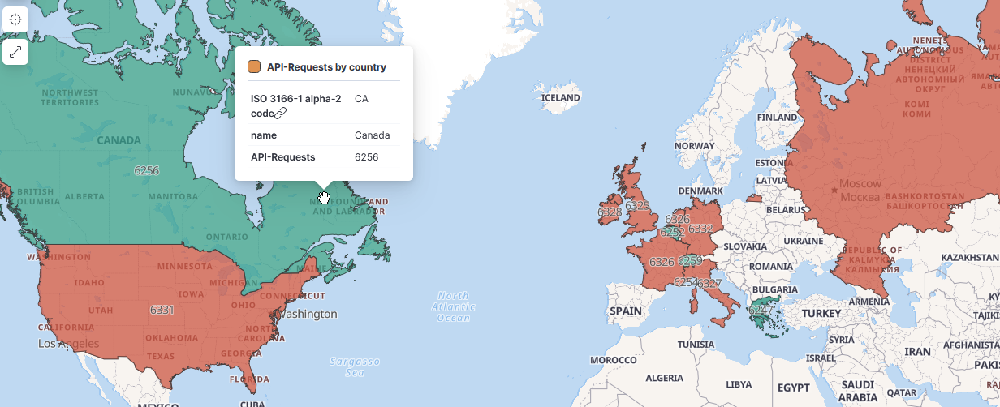 API-Requests by country
ISO 3166-1 alpha-2
code
CA
name
Canada
API-Requests
6256
NORTHWEST
TERRITORIES
NUNAVU
CANADA
6256
BRITISH
COLUMBIA
ALBERTA
MANITOBA
ONTARIO
NEWFOUNDLAND
AND LABRADOR
WASHINGTON
MINNESOTA
MAINE
IDAHO
MICHIGAN
IOWA
CONNECTICUT
OHIO
UTAH
6331
Washington
CALIFORNIA
NORTH
CAROLINA
OKLAHOMA
Los Angeles
TEXAS
GEORGIA
FLORIDA
MEXICO
CUBA
North
Atlantic
Ocean
Sargasso
Sea
ICELAND
NORWAY
FINLAND
ESTONIA
LATVIA
DENMARK
BELARUS
NENETS
AUTONOMOUS
DISTRICT
НЕНЕЦКИЙ
АВТОНОМНЫЙ
ОКРУГ
КОМИ
КОМИ
Moscow
Москва
BASHKORTOSTAN
БАШКОРТОСТАН
6328
6325
6326
6252
6332
6326
6259
6254
6327
6247
SLOVAKIA
UKRAINE
ROMANIA
BULGARIA
REPUBLIC OF
KALMYKIA
КАЛМЫКИЯ
KAZAKHSTAN
SPAIN
TURKEY
ARMENIA
TAJIKI
TUNISIA
SYRIA
AFGHANISTA
MOROCCO
ISRAEL
IRAN
PAKIS
ALGERIA
LIBYA
EGYPT
SAUDI
ARABIA
QATAR